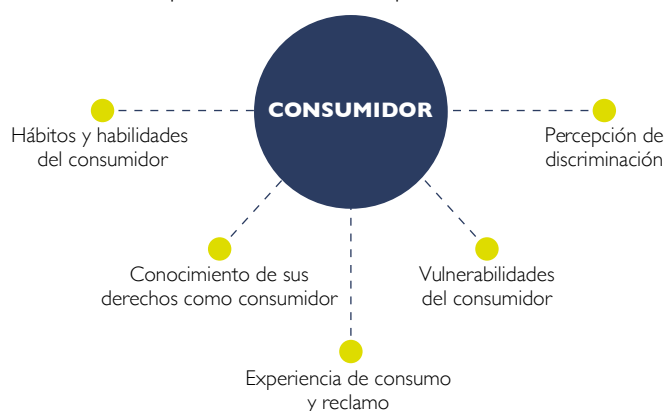 CONSUMIDOR
Hábitos y habilidades
del consumidor
Percepción de
discriminación
Conocimiento de sus
derechos como consumidor
Vulnerabilidades
del consumidor
Experiencia de consumo
y reclamo